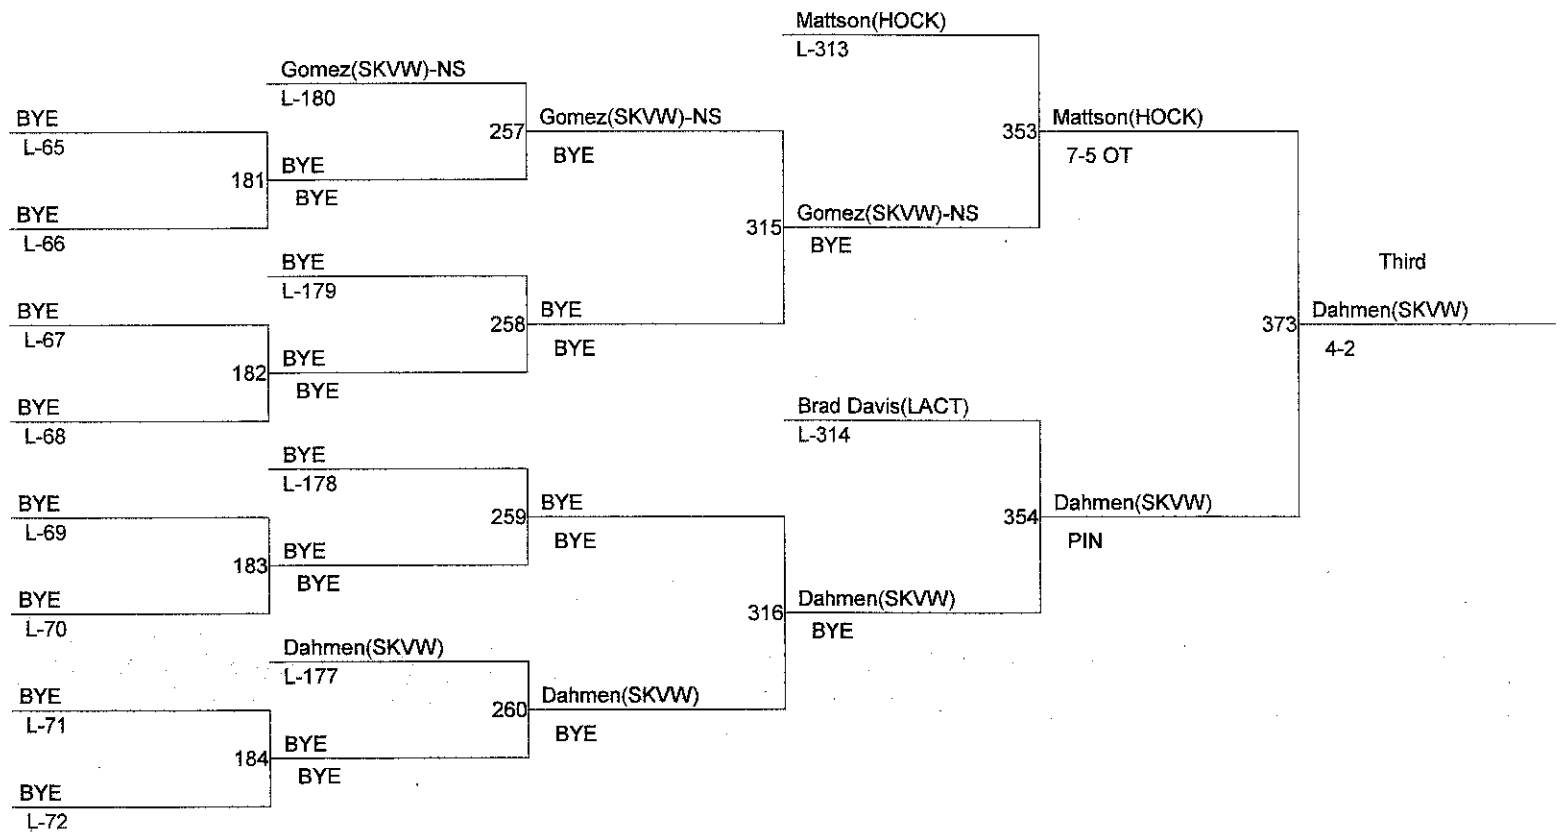 Mattson(HOCK)
L-313
Gomez(SKVW)-NS
L-180
BYE
L-65
257
Gomez(SKVW)-NS
BYE
353
Mattson(HOCK)
7-5 OT
181
BYE
BYE
BYE
L-66
315
Gomez(SKVW)-NS
BYE
BYE
L-179
Third
BYE
L-67
258
BYE
BYE
373
Dahmen(SKVW)
4-2
182
BYE
BYE
BYE
L-68
Brad Davis(LACT)
L-314
BYE
L-178
BYE
L-69
259
BYE
BYE
354
Dahmen(SKVW)
PIN
183
BYE
BYE
BYE
L-70
316
Dahmen(SKVW)
BYE
Dahmen(SKVW)
L-177
BYE
L-71
260
Dahmen(SKVW)
BYE
184
BYE
BYE
BYE
L-72